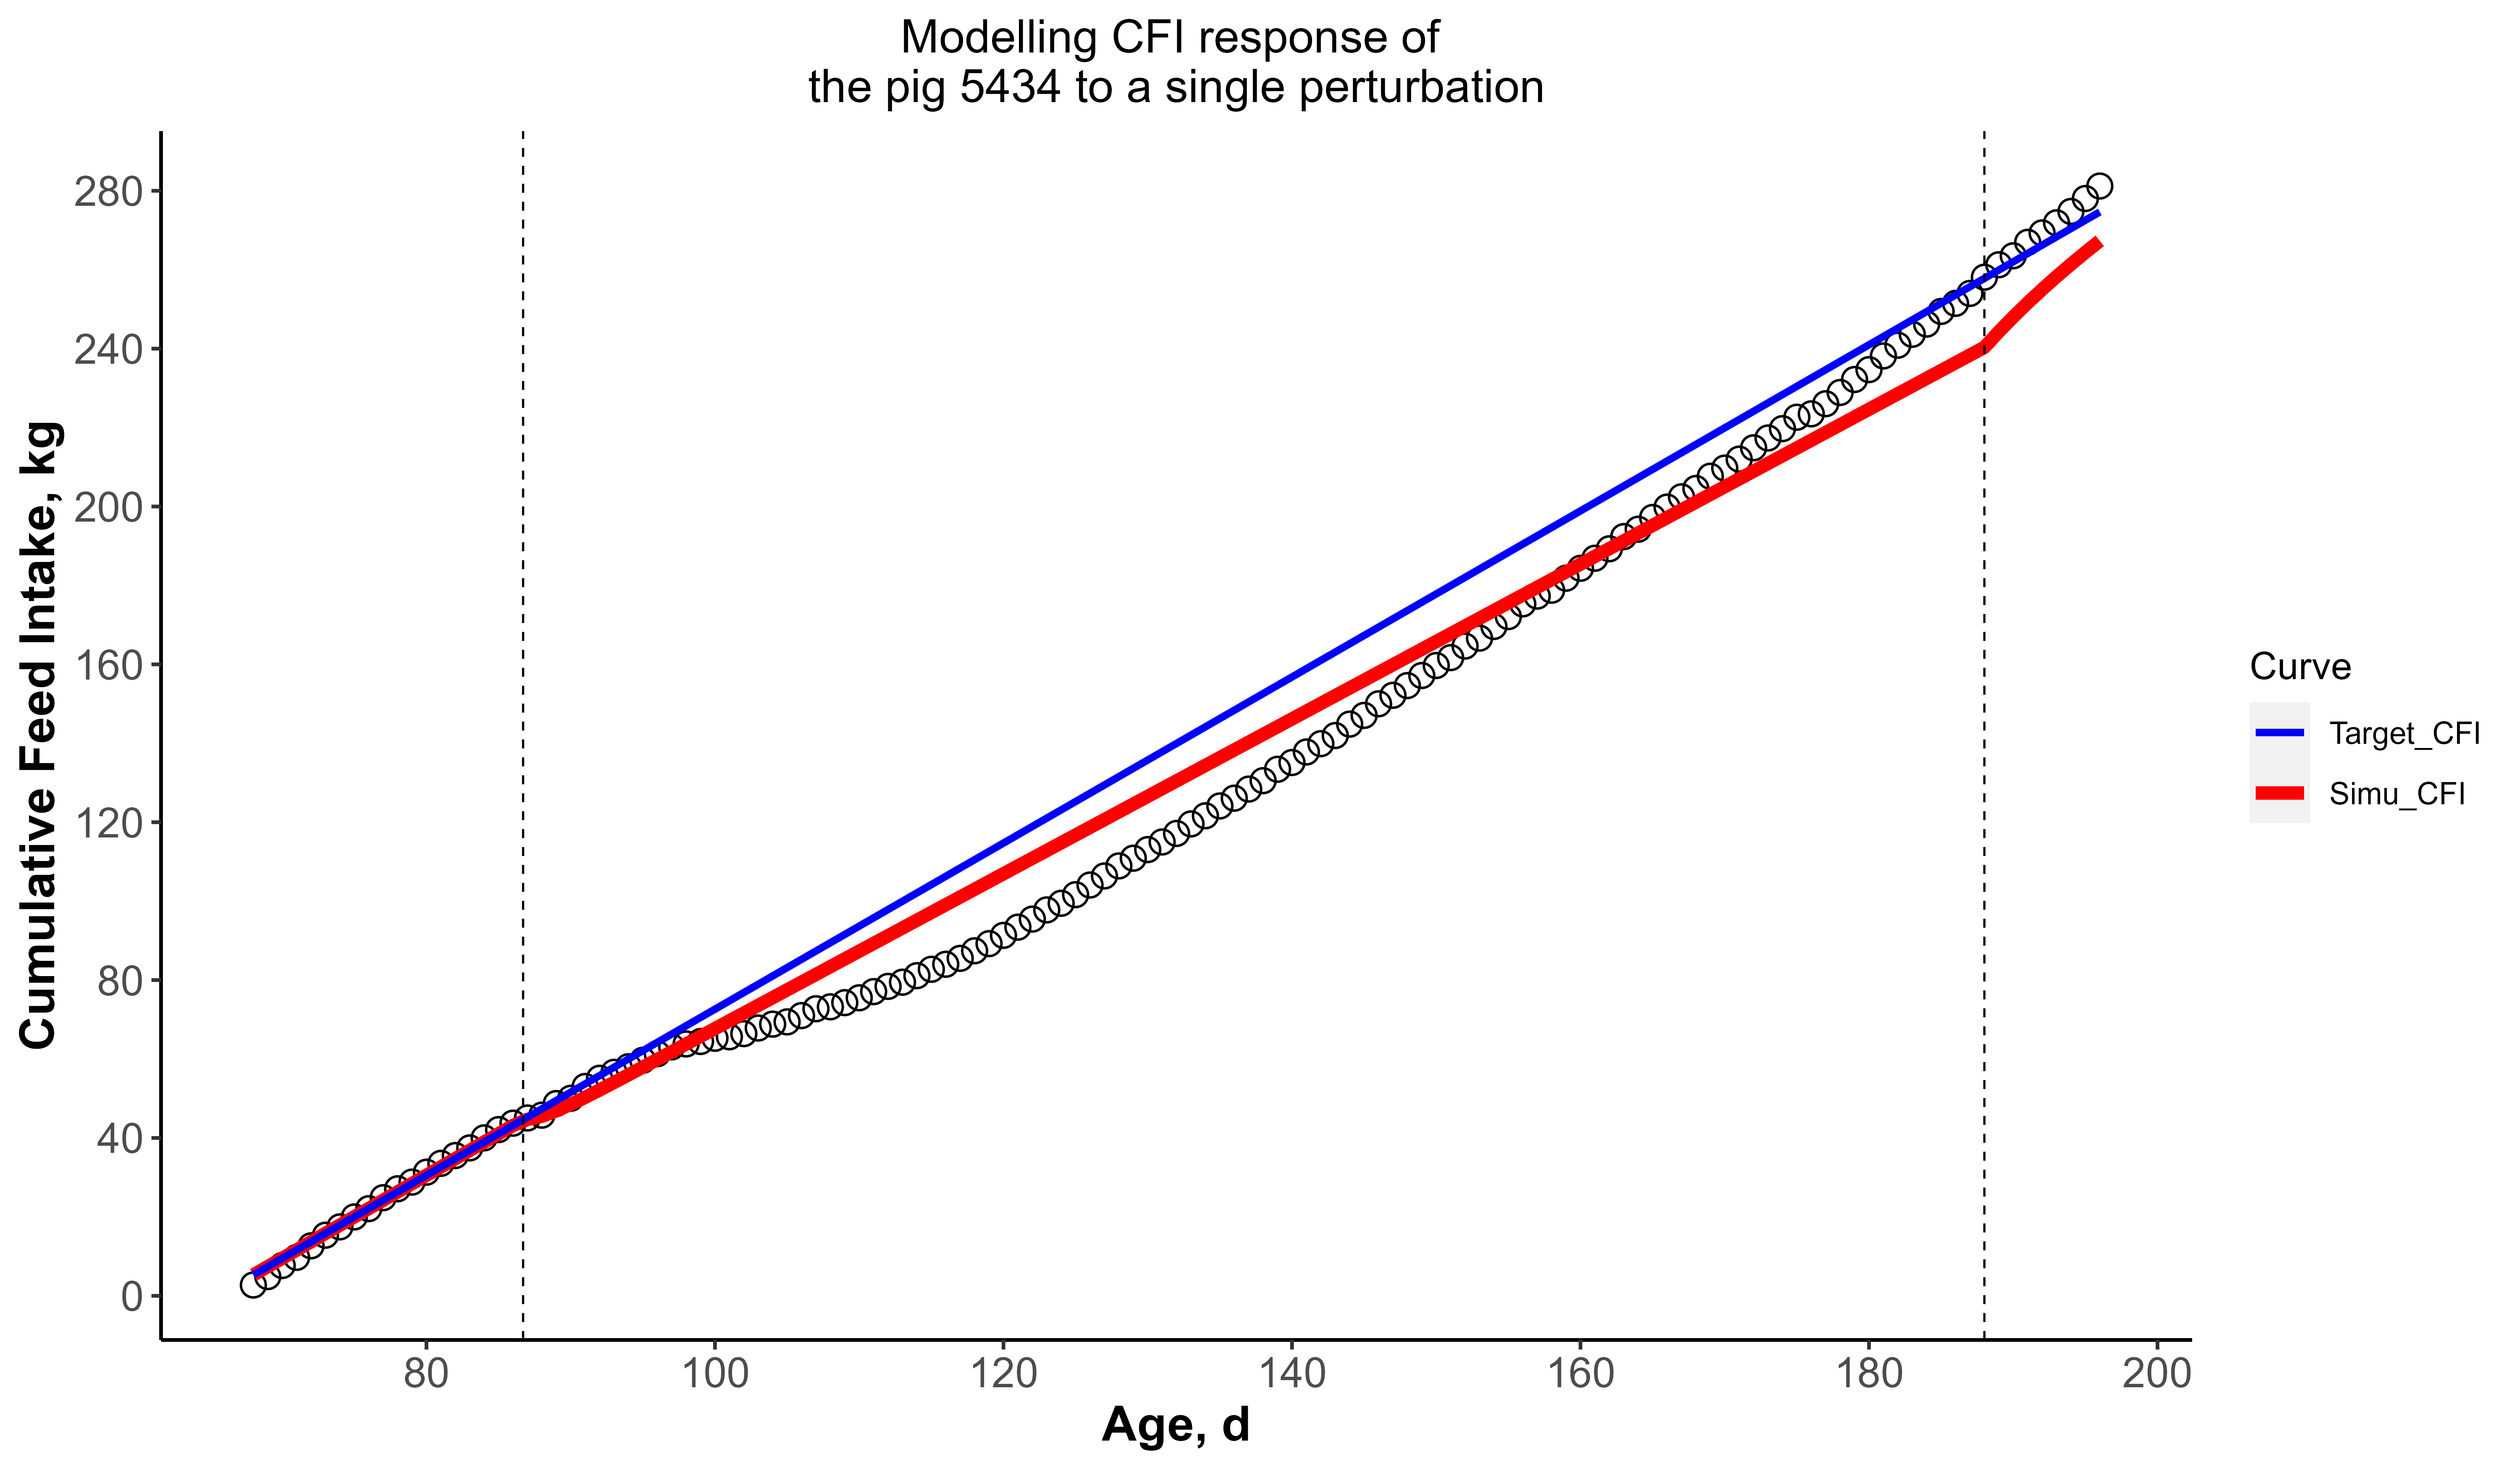 Modelling CFI response of
the pig 5434 to a single perturbation
Cumulative Feed Intake, kg
280
240
200
160
120
80
40
0
80 100 120 140 160 180 200
Age, d
Curve
Target_CFI
Simu_CFI